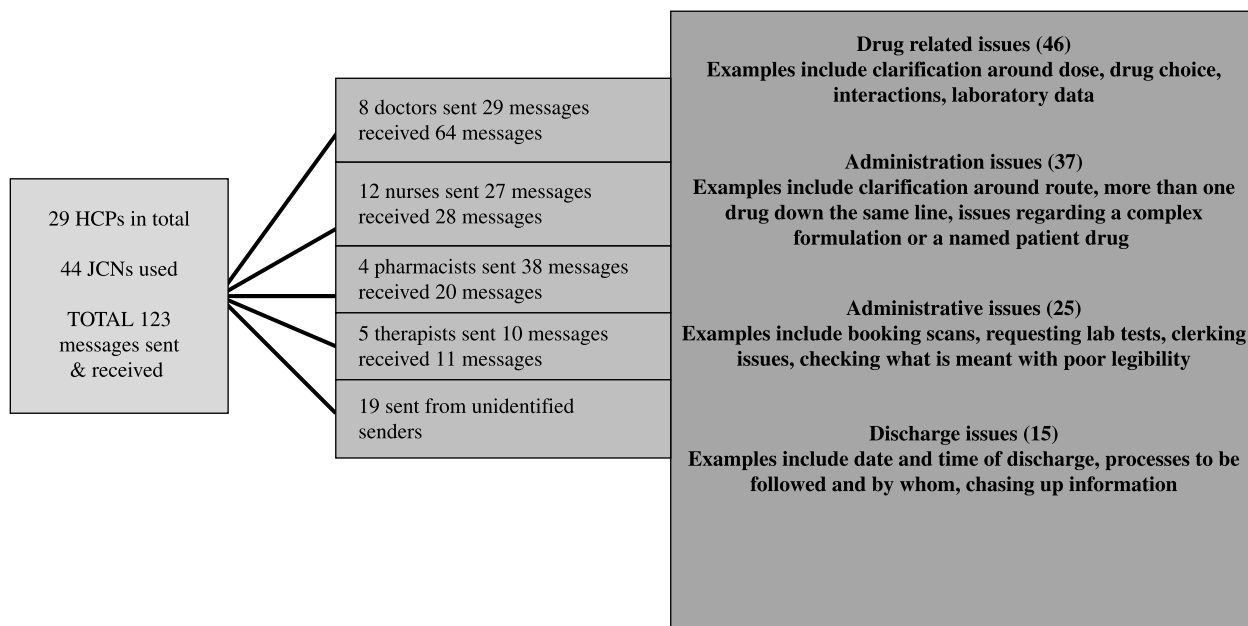 29 HCPs in total
44 JCNs used
TOTAL 123
messages sent
& received
8 doctors sent 29 messages
received 64 messages
12 nurses sent 27 messages
received 28 messages
4 pharmacists sent 38 messages
received 20 messages
5 therapists sent 10 messages
received 11 messages
19 sent from unidentified
senders
Drug related issues (46)
Examples include clarification around dose, drug choice,
interactions, laboratory data
Administration issues (37)
Examples include clarification around route, more than one
drug down the same line, issues regarding a complex
formulation or a named patient drug
Administrative issues (25)
Examples include booking scans, requesting lab tests, clerking
issues, checking what is meant with poor legibility
Discharge issues (15)
Examples include date and time of discharge, processes to be
followed and by whom, chasing up information